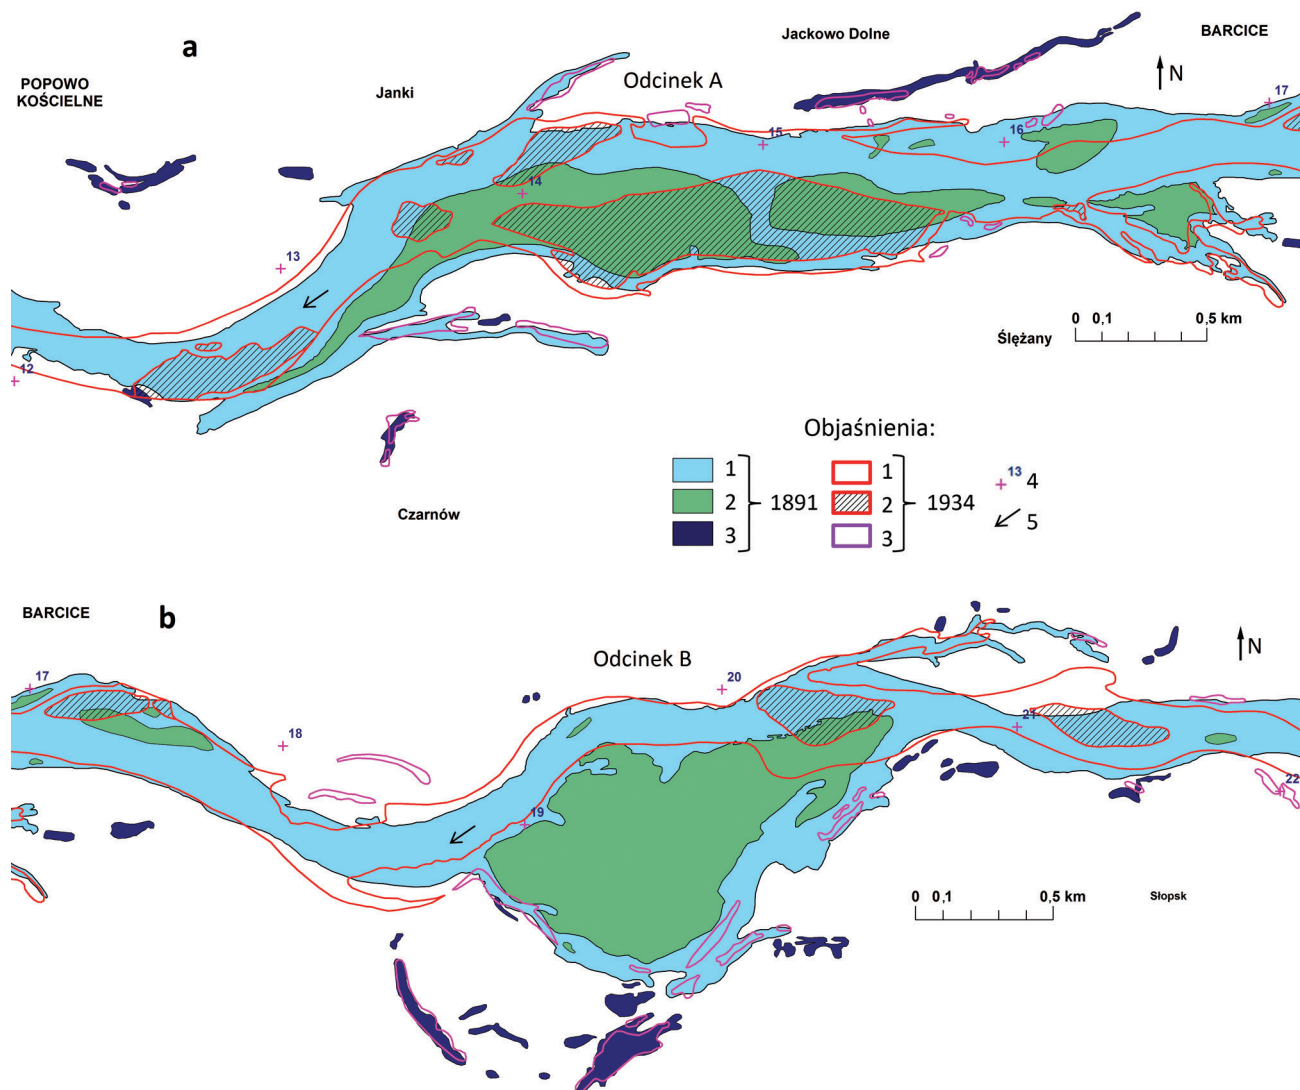 a
Jackowo Dolne
BARCICE
POPOWO
KOŚCIELNE
Janki
Odcinek A
N
17
16
15
14
13
12
0 0,1 0,5 km
Ślężany
Objaśnienia:
1
2
3
1891
1
2
3
1934
13
4
5
Czarnów
BARCICE
b
Odcinek B
N
17
18
19
20
21
22
0 0,1 0,5 km
Słopsk